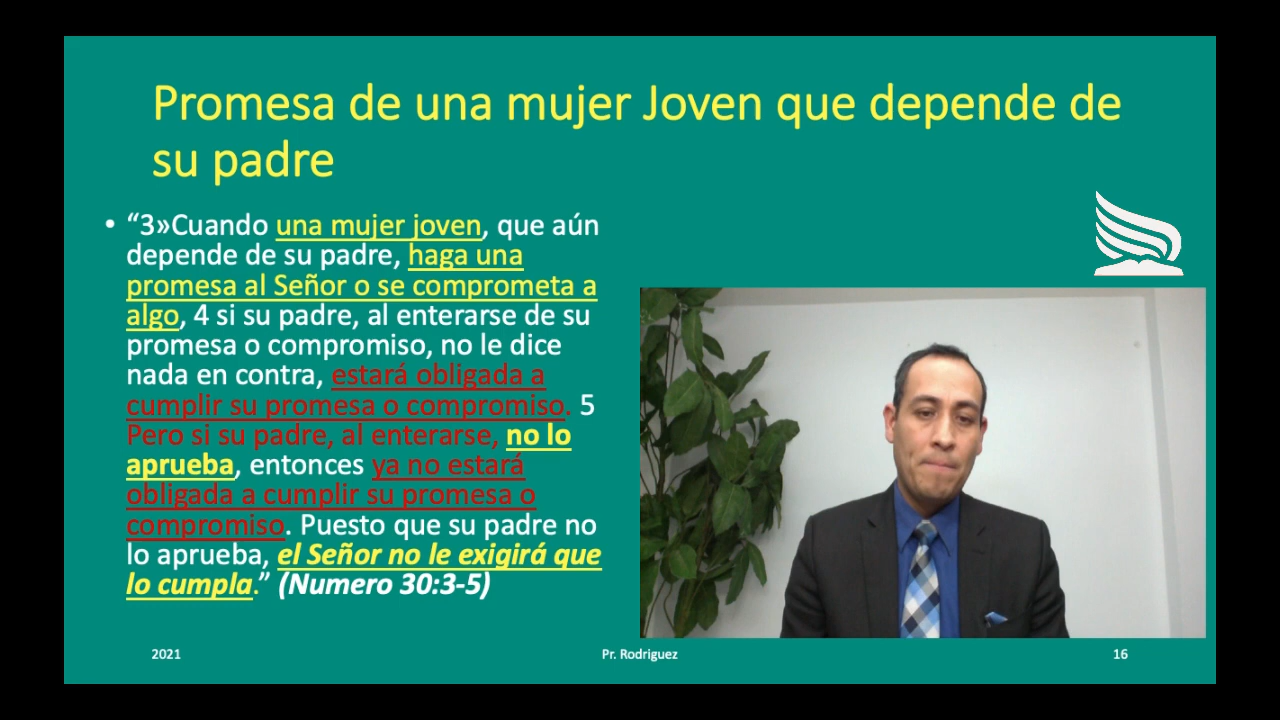 Promesa de una mujer Joven que depende de
su padre
• “3»Cuando una mujer joven, que aún
depende de su padre, haga una
promesa al Señor o se comprometa a
algo, 4 si su padre, al enterarse de su
promesa o compromiso, no le dice
nada en contra, estará obligada a
cumplir su promesa o compromiso. 5
Pero si su padre, al enterarse, no lo
aprueba, entonces ya no estará
obligada a cumplir su promesa o
compromiso. Puesto que su padre no
lo aprueba, el Señor no le exigirá que
lo cumpla.” (Numero 30:3-5)
2021
Pr. Rodriguez
16